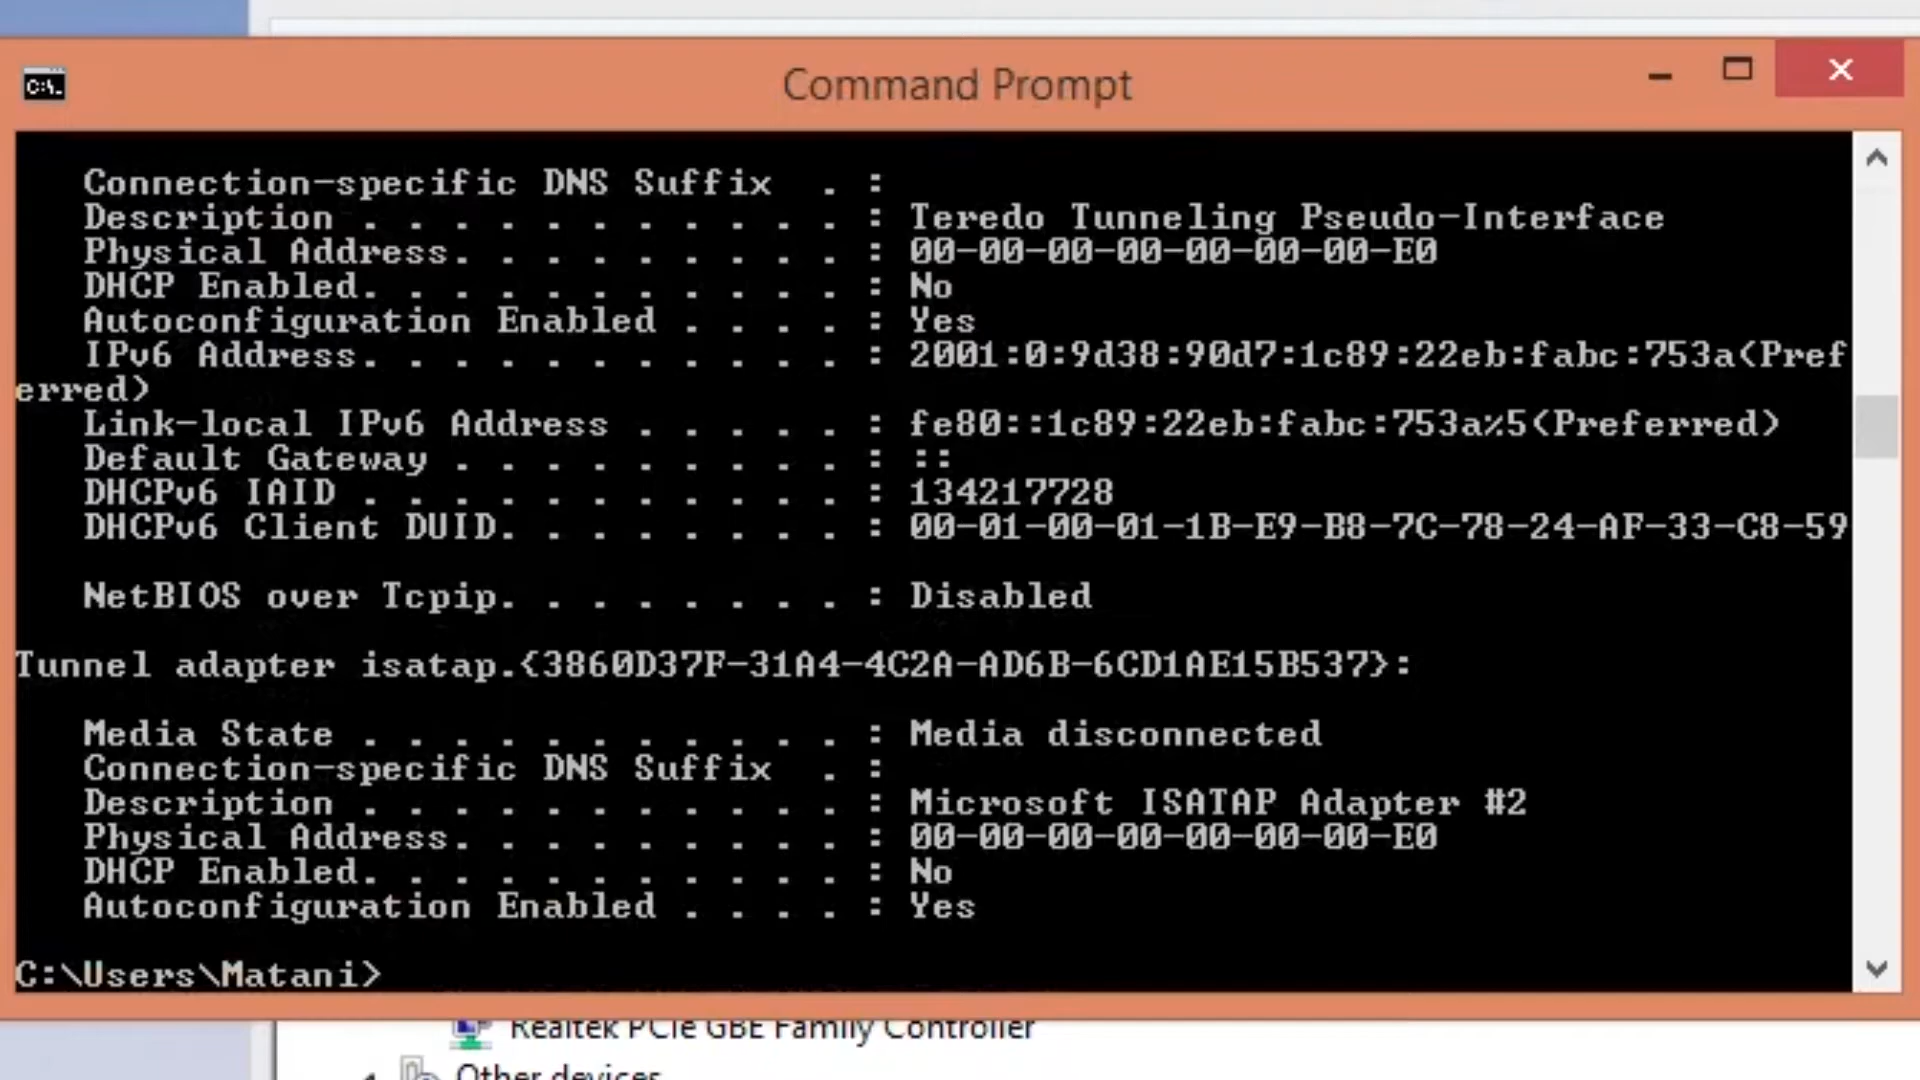 Command Prompt
Connection-specific DNS Suffix  . :
Description . . . . . . . . . . . : Teredo Tunneling Pseudo-Interface
Physical Address. . . . . . . . . : 00-00-00-00-00-00-00-E0
DHCP Enabled. . . . . . . . . . . : No
Autoconfiguration Enabled . . . . : Yes
IPv6 Address. . . . . . . . . . . : 2001:0:9d38:90d7:1c89:22eb:fabc:753a(Pref
erred)
Link-local IPv6 Address . . . . . : fe80::1c89:22eb:fabc:753a%5(Preferred)
Default Gateway . . . . . . . . . : ::
DHCPv6 IAID . . . . . . . . . . . : 134217728
DHCPv6 Client DUID. . . . . . . . : 00-01-00-01-1B-E9-B8-7C-78-24-AF-33-C8-59
NetBIOS over Tcpip. . . . . . . . : Disabled
Tunnel adapter isatap.{3860D37F-31A4-4C2A-AD6B-6CD1AE15B537}:
Media State . . . . . . . . . . . : Media disconnected
Connection-specific DNS Suffix  . :
Description . . . . . . . . . . . : Microsoft ISATAP Adapter #2
Physical Address. . . . . . . . . : 00-00-00-00-00-00-00-E0
DHCP Enabled. . . . . . . . . . . : No
Autoconfiguration Enabled . . . . : Yes
C:\Users\Matani>
Realtek PCIe GBE Family Controller
Other devices